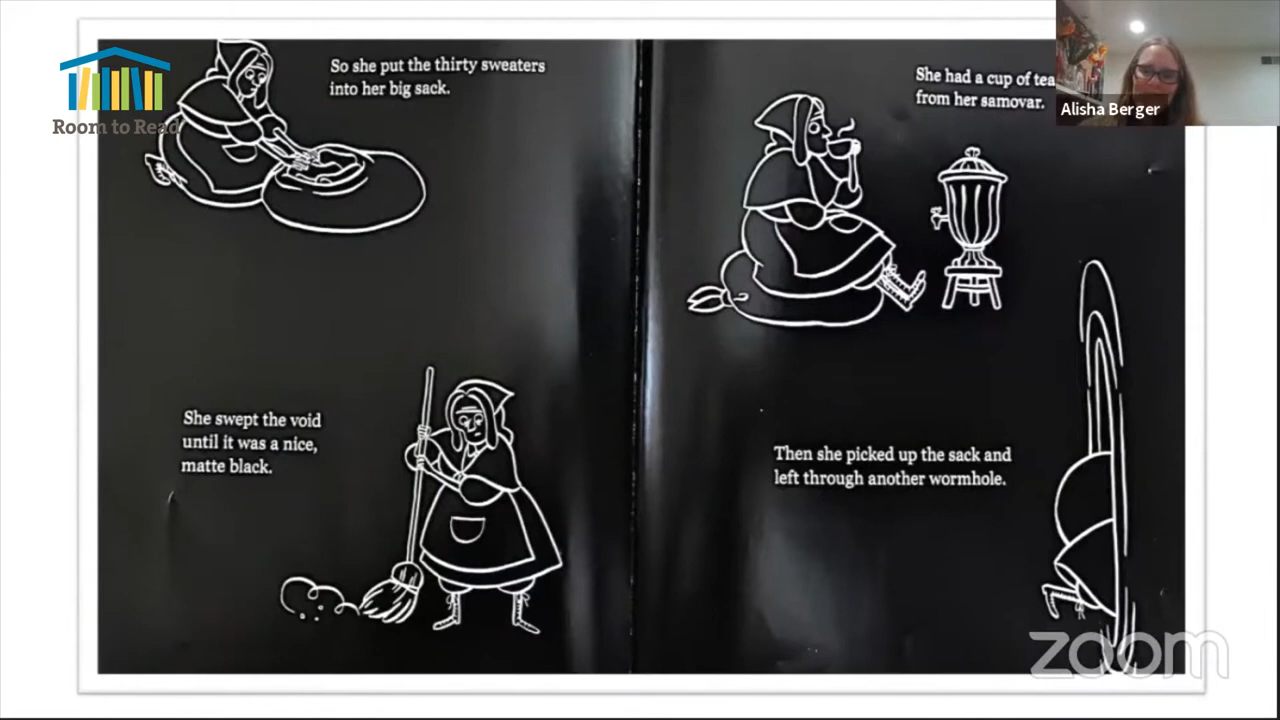 Room to Read
So she put the thirty sweaters
into her big sack.
She swept the void
until it was a nice,
matte black.
She had a cup of tea
from her samovar.
Then she picked up the sack and
left through another wormhole.
Alisha Berger
zoom